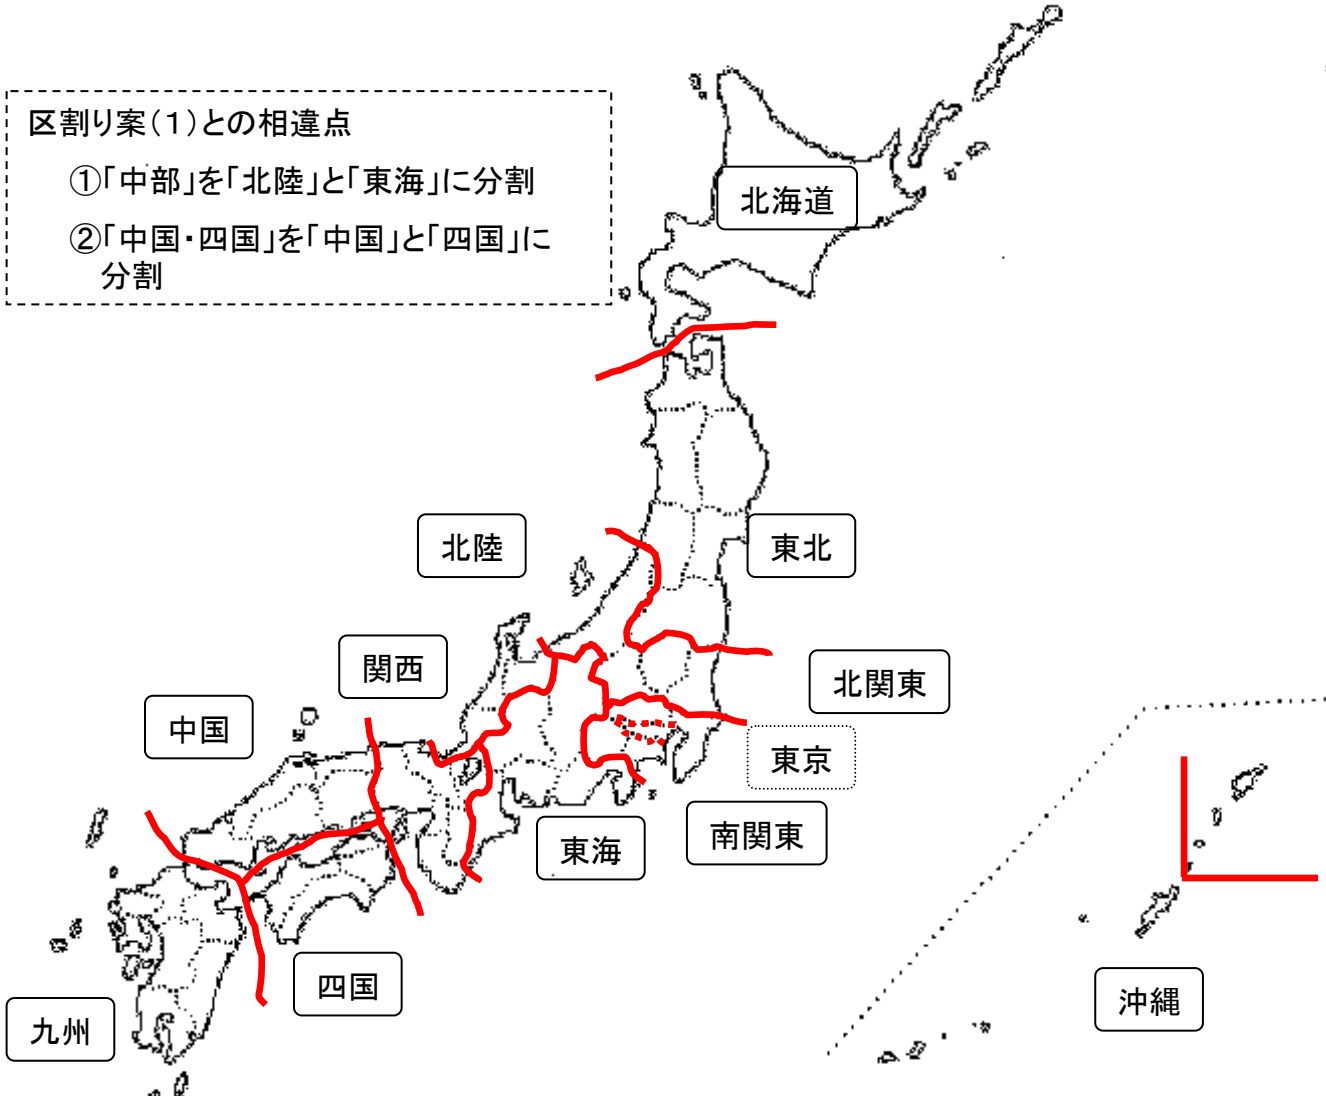 区割り案(1)との相違点
①「中部」を「北陸」と「東海」に分割
②「中国・四国」を「中国」と「四国」に
分割
北海道
北陸
東北
関西
北関東
中国
東京
南関東
東海
四国
沖縄
九州